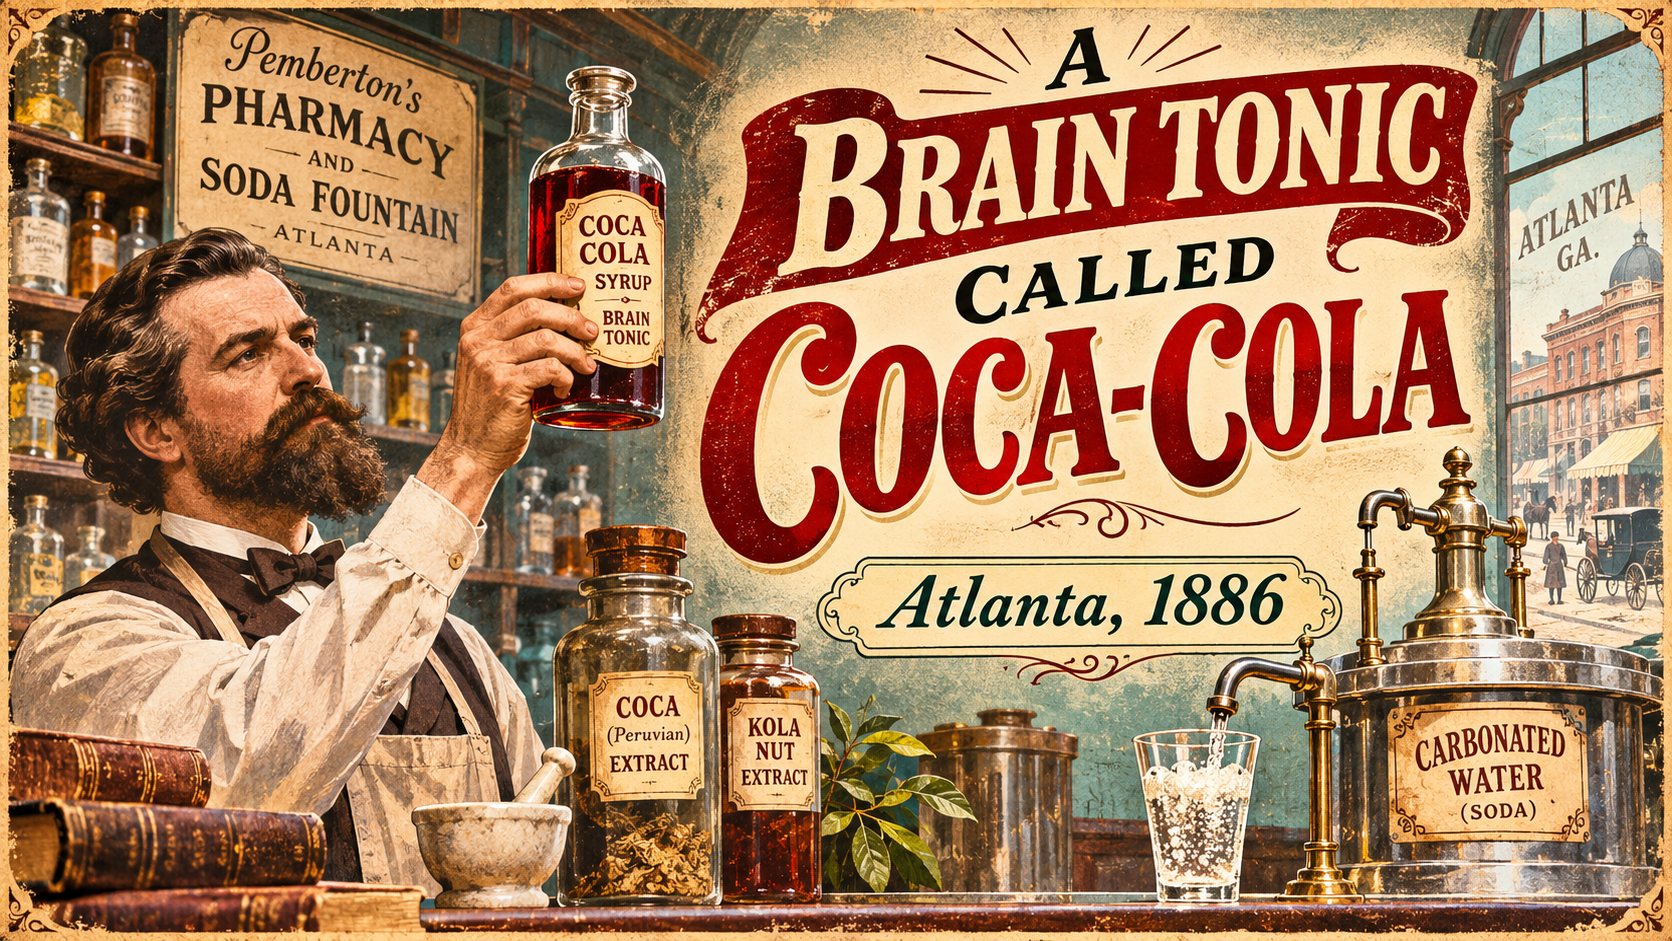 Pemberton's
PHARMACY
AND
SODA FOUNTAIN
ATLANTA
COCA
COLA
SYRUP
BRAIN
TONIC
A
BRAIN TONIC
CALLED
COCA-COLA
Atlanta, 1886
ATLANTA
GA.
COCA
(Peruvian)
EXTRACT
KOLA
NUT
EXTRACT
CARBONATED
WATER
(SODA)